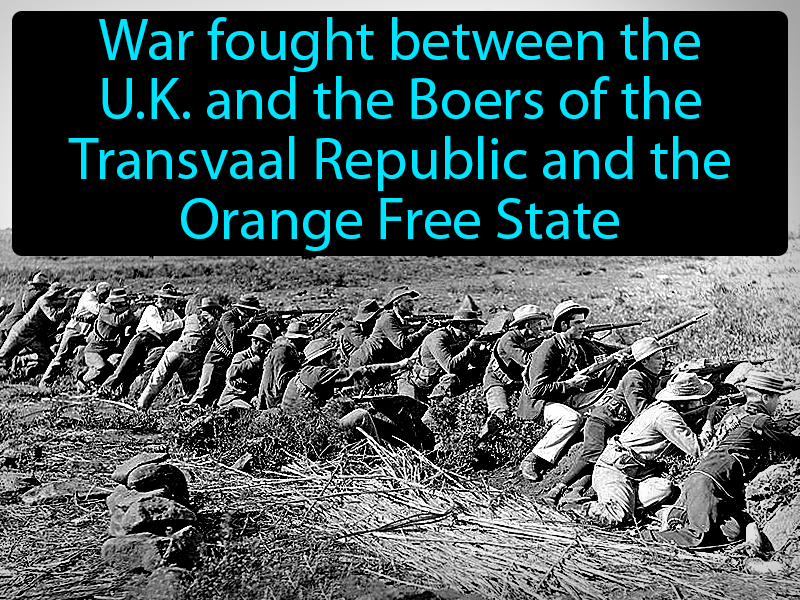 War fought between the
U.K. and the Boers of the
Transvaal Republic and the
Orange Free State